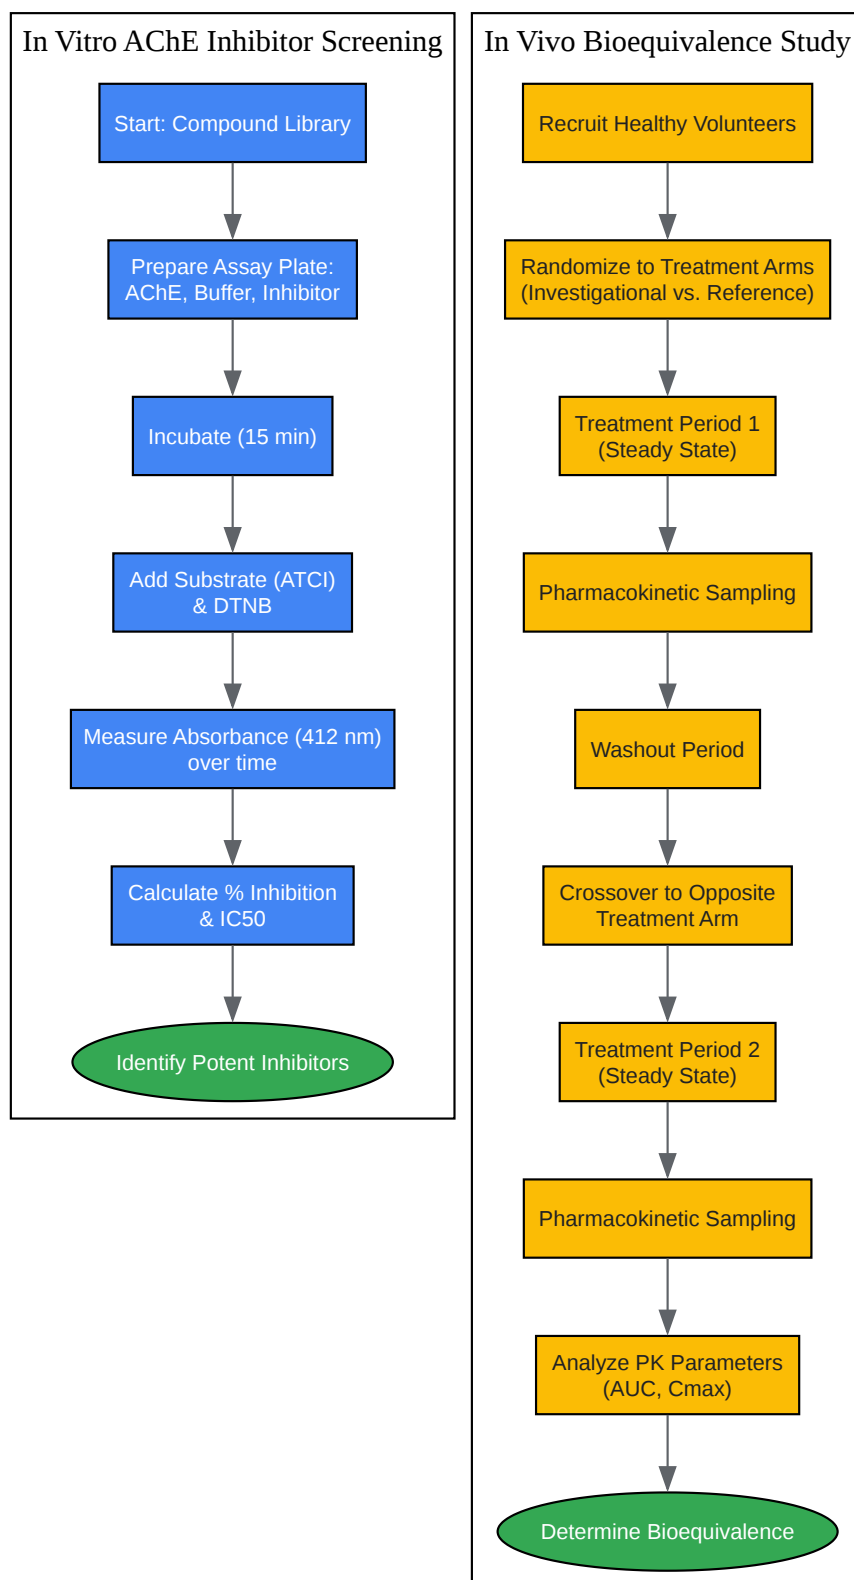 In Vitro AChE Inhibitor Screening
Start: Compound Library
Prepare Assay Plate:
AChE, Buffer, Inhibitor
Incubate (15 min)
Add Substrate (ATCI)
& DTNB
Measure Absorbance (412 nm)
over time
Calculate % Inhibition
& IC50
Identify Potent Inhibitors
In Vivo Bioequivalence Study
Recruit Healthy Volunteers
Randomize to Treatment Arms
(Investigational vs. Reference)
Treatment Period 1
(Steady State)
Pharmacokinetic Sampling
Washout Period
Crossover to Opposite
Treatment Arm
Treatment Period 2
(Steady State)
Pharmacokinetic Sampling
Analyze PK Parameters
(AUC, Cmax)
Determine Bioequivalence